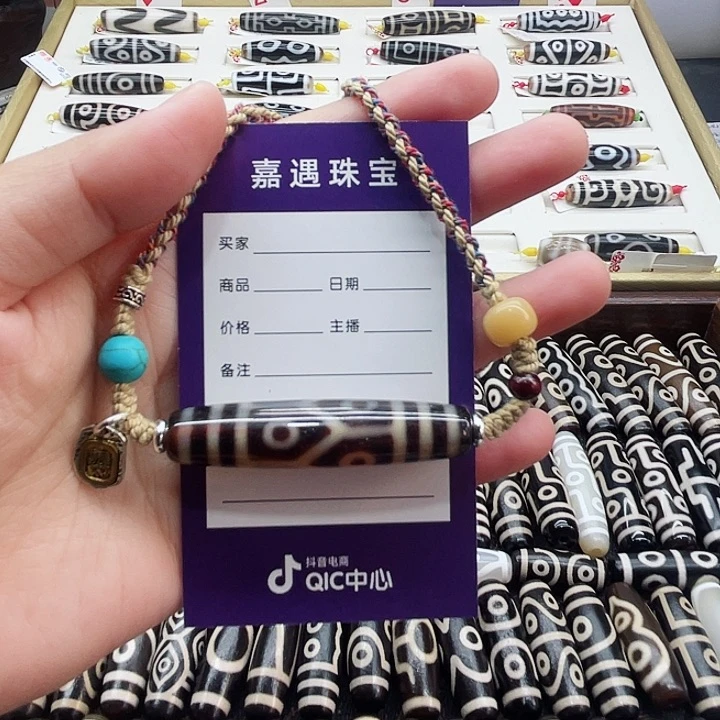 嘉遇珠宝
买家
商品 日期
价格 主播
备注
抖音电商
QIC中心